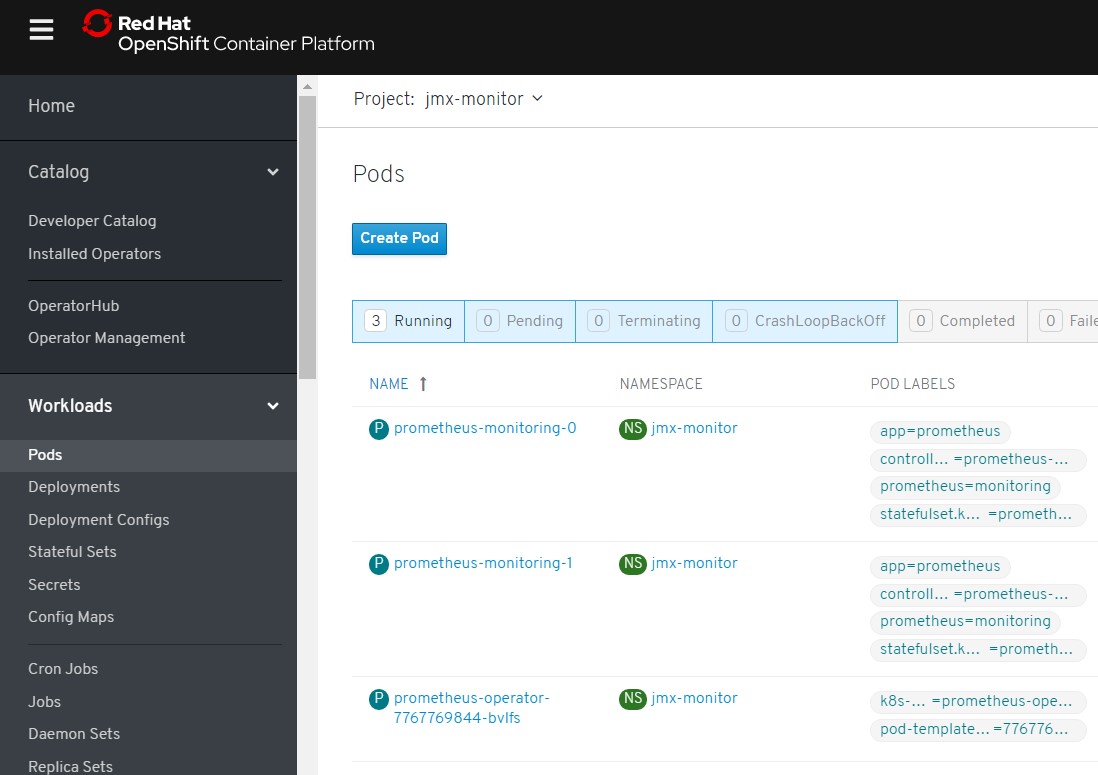 Red Hat
OpenShift Container Platform
Home
Catalog
Developer Catalog
Installed Operators
OperatorHub
Operator Management
Workloads
Pods
Deployments
Deployment Configs
Stateful Sets
Secrets
Config Maps
Cron Jobs
Jobs
Daemon Sets
Replica Sets
Project: jmx-monitor
Pods
Create Pod
3 Running 0 Pending 0 Terminating 0 CrashLoopBackOff 0 Completed 0 Faile
NAME ↑ NAMESPACE POD LABELS
P prometheus-monitoring-0 NS jmx-monitor app=prometheus
controll... =prometheus-...
prometheus=monitoring
statefulset.k... =prometh...
P prometheus-monitoring-1 NS jmx-monitor app=prometheus
controll... =prometheus-...
prometheus=monitoring
statefulset.k... =prometh...
P prometheus-operator- NS jmx-monitor k8s-... =prometheus-ope...
7767769844-bvlfs pod-template... =776776...